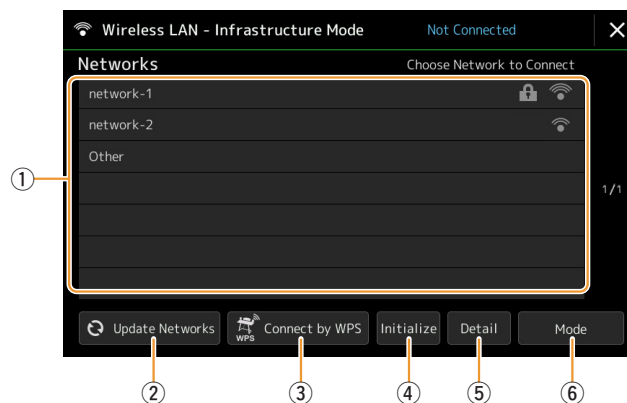 Wireless LAN - Infrastructure Mode Not Connected
Networks Choose Network to Connect
network-1
network-2
Other
① 1/1
Update Networks WPS Connect by WPS Initialize Detail Mode
② ③ ④ ⑤ ⑥